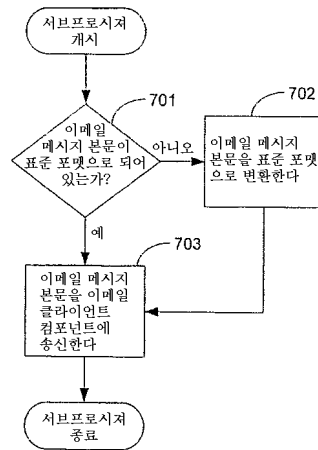 서브프로시져
개시
701
이메일
메시지 본문이
표준 포맷으로 되어
있는가?
아니오
702
이메일 메시지
본문을 표준 포맷
으로 변환한다
예
703
이메일 메시지
본문을 이메일
클라이언트
컴포넌트에
송신한다
서브프로시져
종료